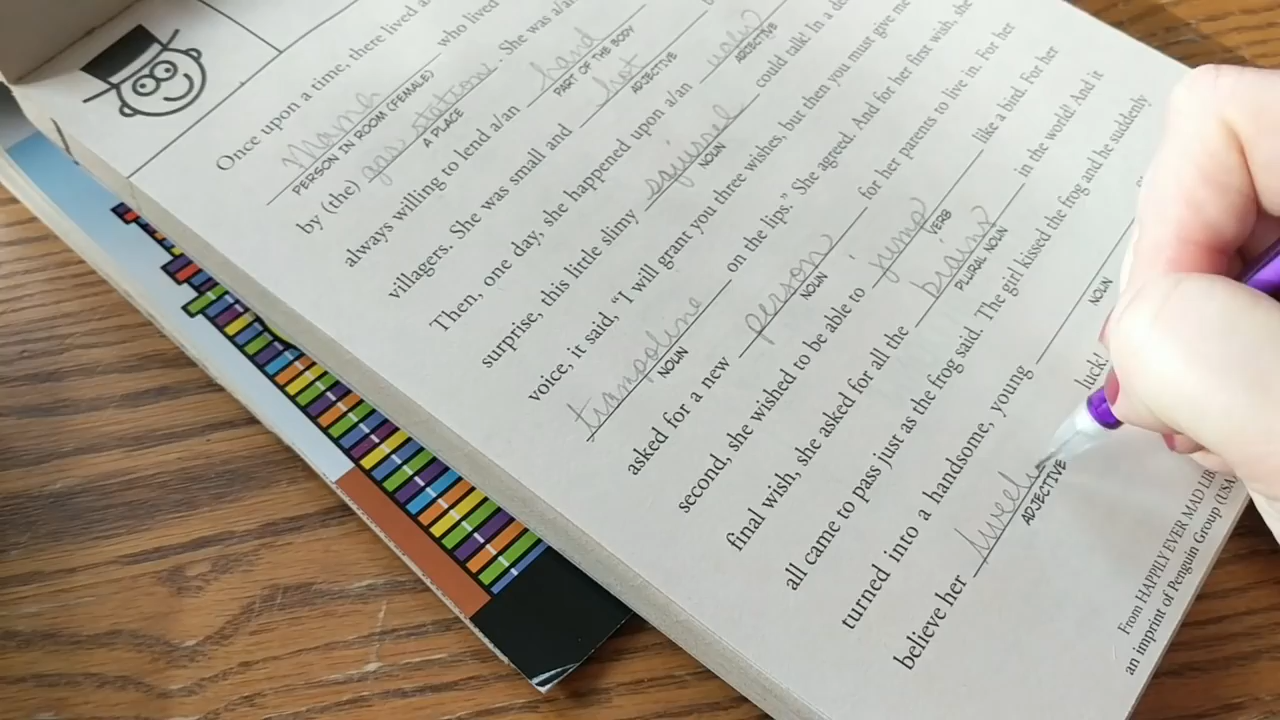 Once upon a time, there lived a
Mamh who lived
PERSON IN ROOM (FEMALE)
by (the) gas station. She was a/an
A PLACE
always willing to lend a/an hand
PART OF THE BODY
villagers. She was small and hot
ADJECTIVE
Then, one day, she happened upon a/an ugly
ADJECTIVE
surprise, this little slimy squirrel could talk! In a de
NOUN
voice, it said, "I will grant you three wishes, but then you must give me
trampoline on the lips." She agreed. And for her first wish, she
NOUN
asked for a new person for her parents to live in. For her
NOUN
second, she wished to be able to jump like a bird. For her
VERB
final wish, she asked for all the brains in the world! And it
PLURAL NOUN
all came to pass just as the frog said. The girl kissed the frog and he suddenly
turned into a handsome, young
NOUN
believe her luck!
ADJECTIVE
From HAPPILY EVER MAD LIB
an imprint of Penguin Group (USA